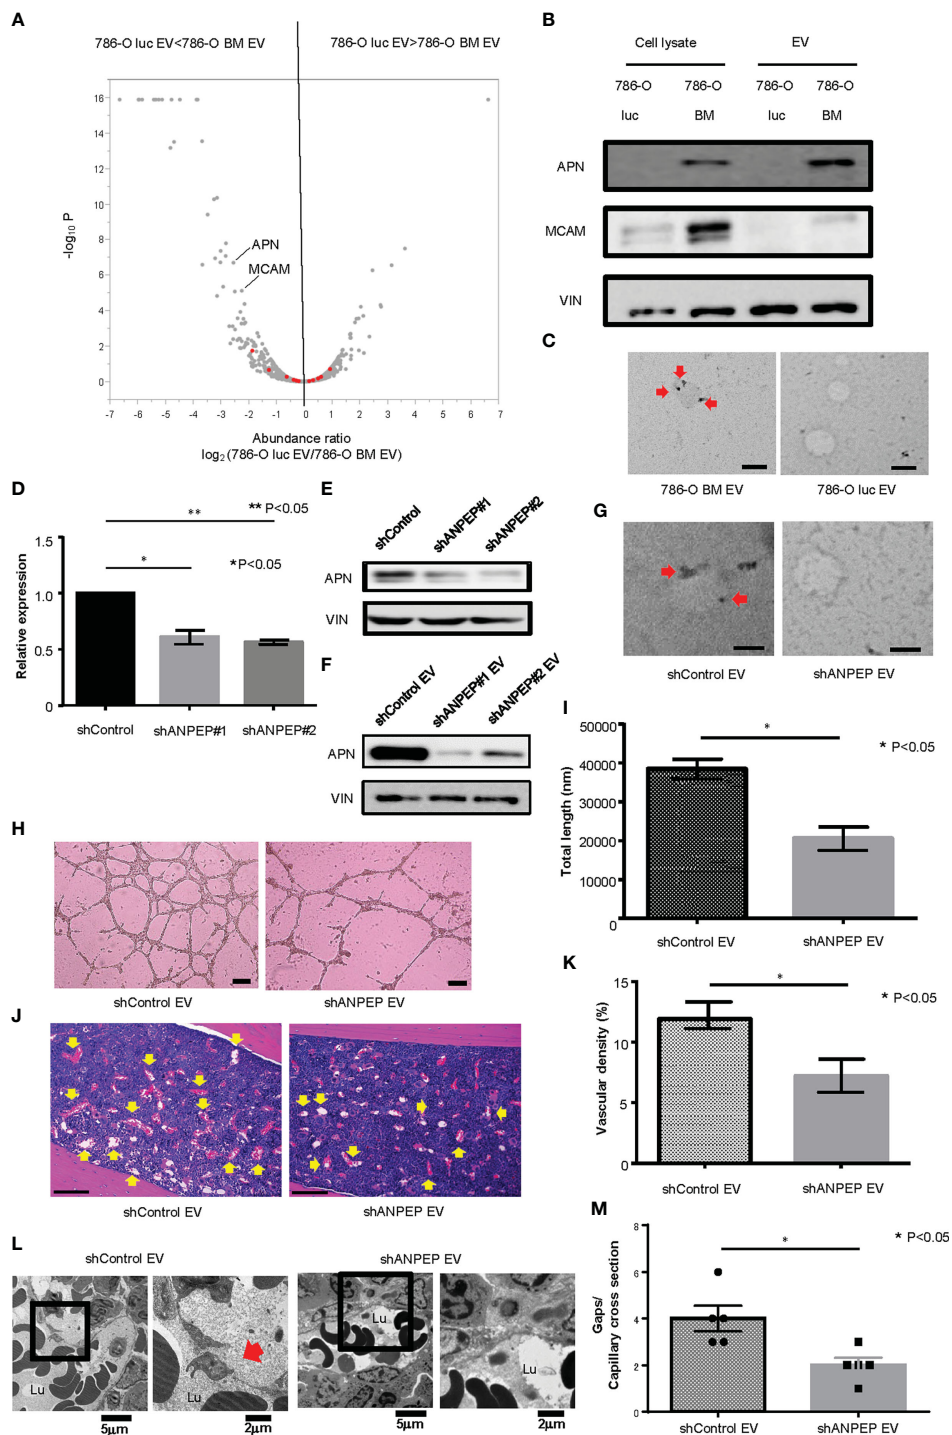 A
786-O luc EV<786-O BM EV
786-O luc EV>786-O BM EV
16
14
12
10
8
6
4
2
0
-log10 P
APN
MCAM
-7 -6 -5 -4 -3 -2 -1 0 1 2 3 4 5 6 7
Abundance ratio
log2 (786-O luc EV/786-O BM EV)
B
Cell lysate EV
786-O 786-O 786-O 786-O
luc BM luc BM
APN
MCAM
VIN
C
786-O BM EV 786-O luc EV
D
** P<0.05
**
*P<0.05
*
1.5
1.0
0.5
0
Relative expression
shControl shANPEP#1 shANPEP#2
E
shControl shANPEP#1 shANPEP#2
APN
VIN
F
shControl EV shANPEP#1 EV shANPEP#2 EV
APN
VIN
G
shControl EV shANPEP EV
H
shControl EV shANPEP EV
I
*
* P<0.05
50000
40000
30000
20000
10000
0
Total length (nm)
shControl EV shANPEP EV
J
shControl EV shANPEP EV
K
*
* P<0.05
15
10
5
0
Vascular density (%)
shControl EV shANPEP EV
L
shControl EV shANPEP EV
Lu Lu Lu Lu
5μm 2μm 5μm 2μm
M
*
* P<0.05
8
6
4
2
0
Gaps/
Capillary cross section
shControl EV shANPEP EV